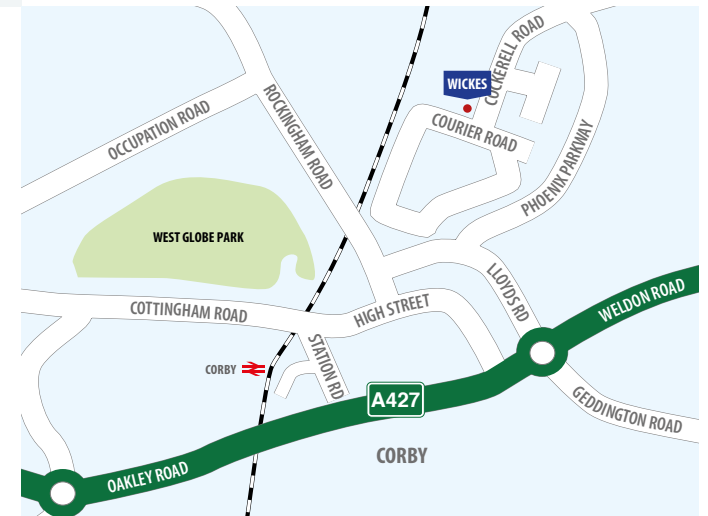 COCKERELL ROAD
WICKES
ROCKINGHAM ROAD
OCCUPATION ROAD
COURIER ROAD
PHOENIX PARKWAY
WEST GLOBE PARK
LLOYDS RD
WELDON ROAD
COTTINGHAM ROAD
HIGH STREET
STATION RD
CORBY
A427
GEDDINGTON ROAD
CORBY
OAKLEY ROAD